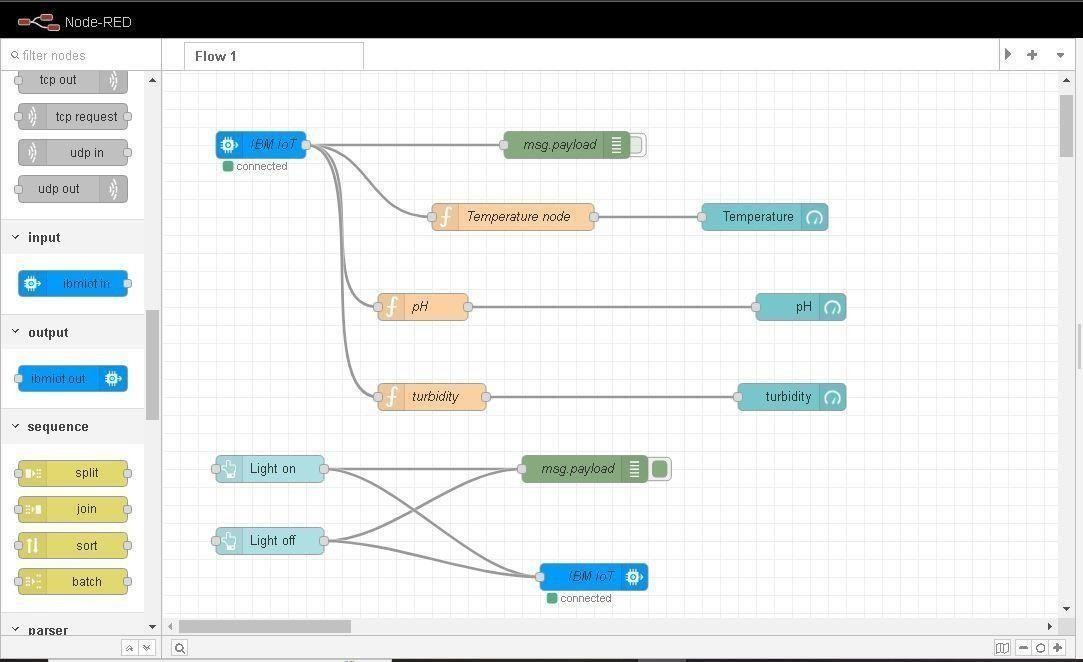 Node-RED
filter nodes
Flow 1
tcp out
tcp request
udp in
udp out
input
ibmiot in
output
ibmiot out
sequence
split
join
sort
batch
parser
IBM IoT
connected
msg.payload
Temperature node
Temperature
pH
pH
turbidity
turbidity
Light on
msg.payload
Light off
IBM IoT
connected